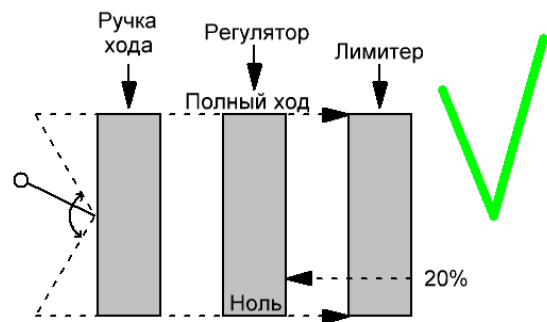 Ручка
хода
Регулятор
Лимитер
Полный ход
20%
Ноль